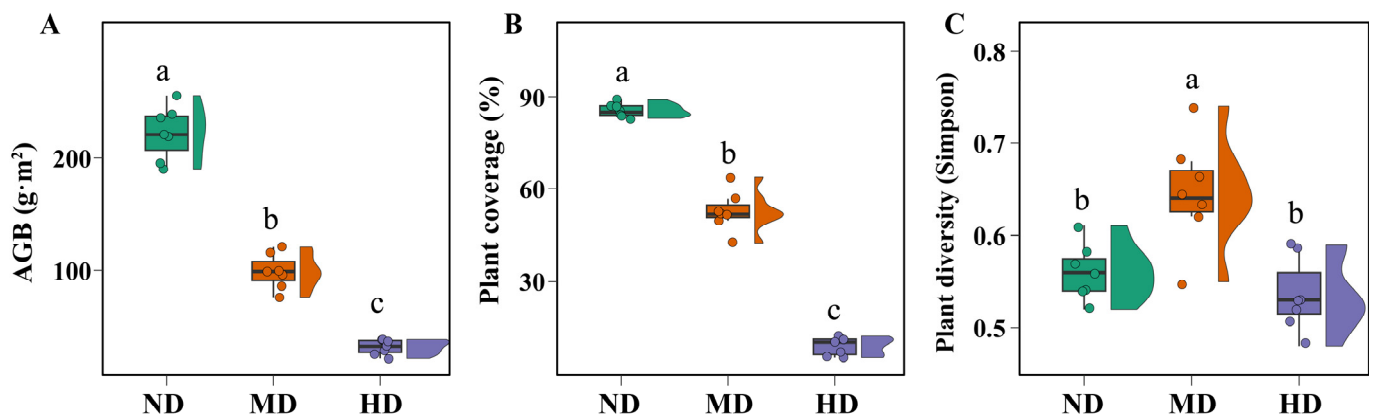 A
AGB (g·m²)
200
100
a
b
c
ND MD HD
B
Plant coverage (%)
90
60
30
a
b
c
ND MD HD
C
Plant diversity (Simpson)
0.8
0.7
0.6
0.5
b
a
b
ND MD HD